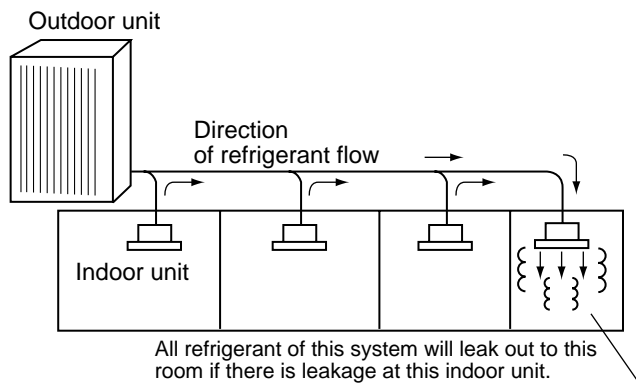 Outdoor unit
Direction
of refrigerant flow
Indoor unit
All refrigerant of this system will leak out to this
room if there is leakage at this indoor unit.